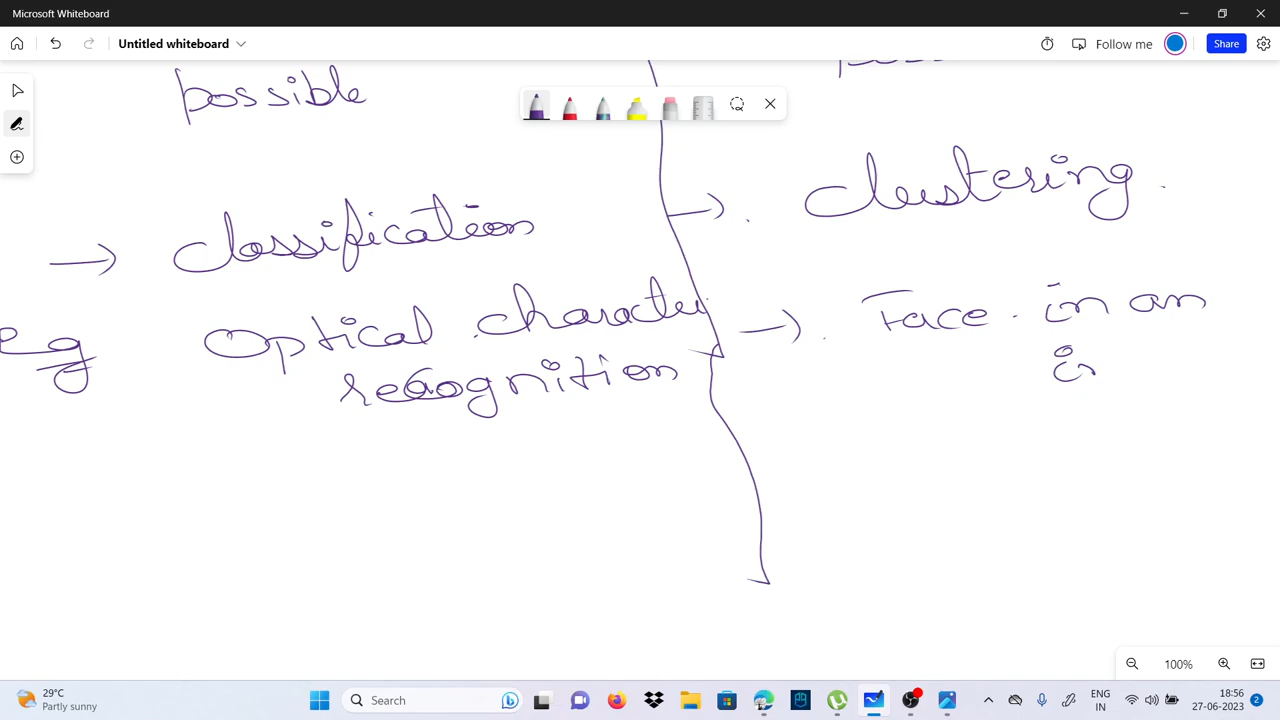 Microsoft Whiteboard
Untitled whiteboard
Follow me
Share
possible
→ classification
→ clustering
eg Optical character
recognition
→ Face in an
100%
29°C
Partly sunny
Search
ENG
IN
18:56
27-06-2023
2